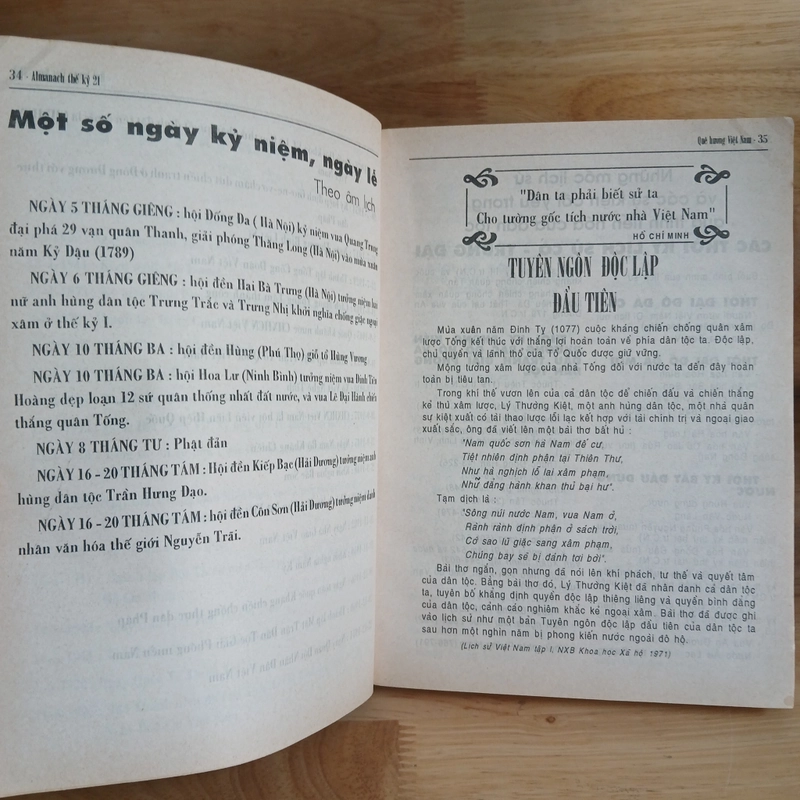 34 - Almanach thế kỷ 21
Một số ngày kỷ niệm, ngày lễ
Theo âm lịch
NGÀY 5 THÁNG GIÊNG : hội Đống Đa ( Hà Nội) kỷ niệm vua Quang Trung
đại phá 29 vạn quân Thanh, giải phóng Thăng Long (Hà Nội) vào mùa xuân
năm Kỷ Dậu (1789)
NGÀY 6 THÁNG GIÊNG : hội đền Hai Bà Trưng (Hà Nội) tưởng niệm hai
nữ anh hùng dân tộc Trưng Trắc và Trưng Nhị khởi nghĩa chống giặc ngoại
xâm ở thế kỷ I.
NGÀY 10 THÁNG BA : hội đền Hùng (Phú Thọ) giỗ tổ Hùng Vương
NGÀY 10 THÁNG BA : hội Hoa Lư (Ninh Bình) tưởng niệm vua Đinh Tiên
Hoàng dẹp loạn 12 sứ quân thống nhất đất nước, và vua Lê Đại Hành chiến
thắng quân Tống.
NGÀY 8 THÁNG TƯ : Phật đản
NGÀY 16 - 20 THÁNG TÁM : Hội đền Kiếp Bạc (Hải Dương) tưởng niệm anh
hùng dân tộc Trần Hưng Đạo.
NGÀY 16 - 20 THÁNG TÁM : hội đền Côn Sơn (Hải Dương) tưởng niệm danh
nhân văn hóa thế giới Nguyễn Trãi.
Quê hương Việt Nam - 35
"Dân ta phải biết sử ta
Cho tường gốc tích nước nhà Việt Nam"
HỒ CHÍ MINH
TUYÊN NGÔN ĐỘC LẬP
ĐẦU TIÊN
Mùa xuân năm Đinh Tỵ (1077) cuộc kháng chiến chống quân xâm
lược Tống kết thúc với thắng lợi hoàn toàn về phía dân tộc ta. Độc lập,
chủ quyền và lãnh thổ của Tổ Quốc được giữ vững.
Mộng tưởng xâm lược của nhà Tống đối với nước ta đến đây hoàn
toàn bị tiêu tan.
Trong khí thế vươn lên của cả dân tộc để chiến đấu và chiến thắng
kẻ thù xâm lược, Lý Thường Kiệt, một anh hùng dân tộc, một nhà quân
sự kiệt xuất có tài thao lược lỗi lạc kết hợp với tài chính trị và ngoại giao
xuất sắc, ông đã viết lên một bài thơ bất hủ :
"Nam quốc sơn hà Nam đế cư,
Tiệt nhiên định phận tại Thiên Thư,
Như hà nghịch lỗ lai xâm phạm,
Nhữ đẳng hành khan thủ bại hư".
Tạm dịch là :
"Sông núi nước Nam, vua Nam ở,
Rành rành định phận ở sách trời,
Cớ sao lũ giặc sang xâm phạm,
Chúng bay sẽ bị đánh tơi bời".
Bài thơ ngắn, gọn nhưng đã nói lên khí phách, tư thế và quyết tâm
của dân tộc. Bằng bài thơ đó, Lý Thường Kiệt đã nhân danh cả dân tộc
ta, tuyên bố khẳng định quyền độc lập thiêng liêng và quyền bình đẳng
của dân tộc, cảnh cáo nghiêm khắc kẻ ngoại xâm. Bài thơ đã được ghi
vào lịch sử như một bản Tuyên ngôn độc lập đầu tiên của dân tộc ta
sau hơn một nghìn năm bị phong kiến nước ngoài đô hộ.
(Lịch sử Việt Nam tập I, NXB Khoa học Xã hội 1971)